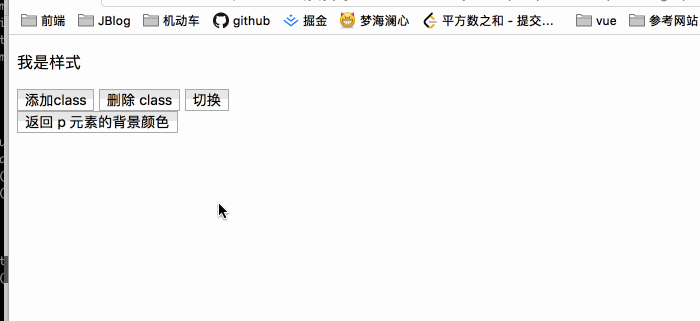 前端 JBlog 机动车 github 掘金 梦海澜心 平方数之和 - 提交... vue 参考网站
我是样式
添加class 删除 class 切换
返回 p 元素的背景颜色